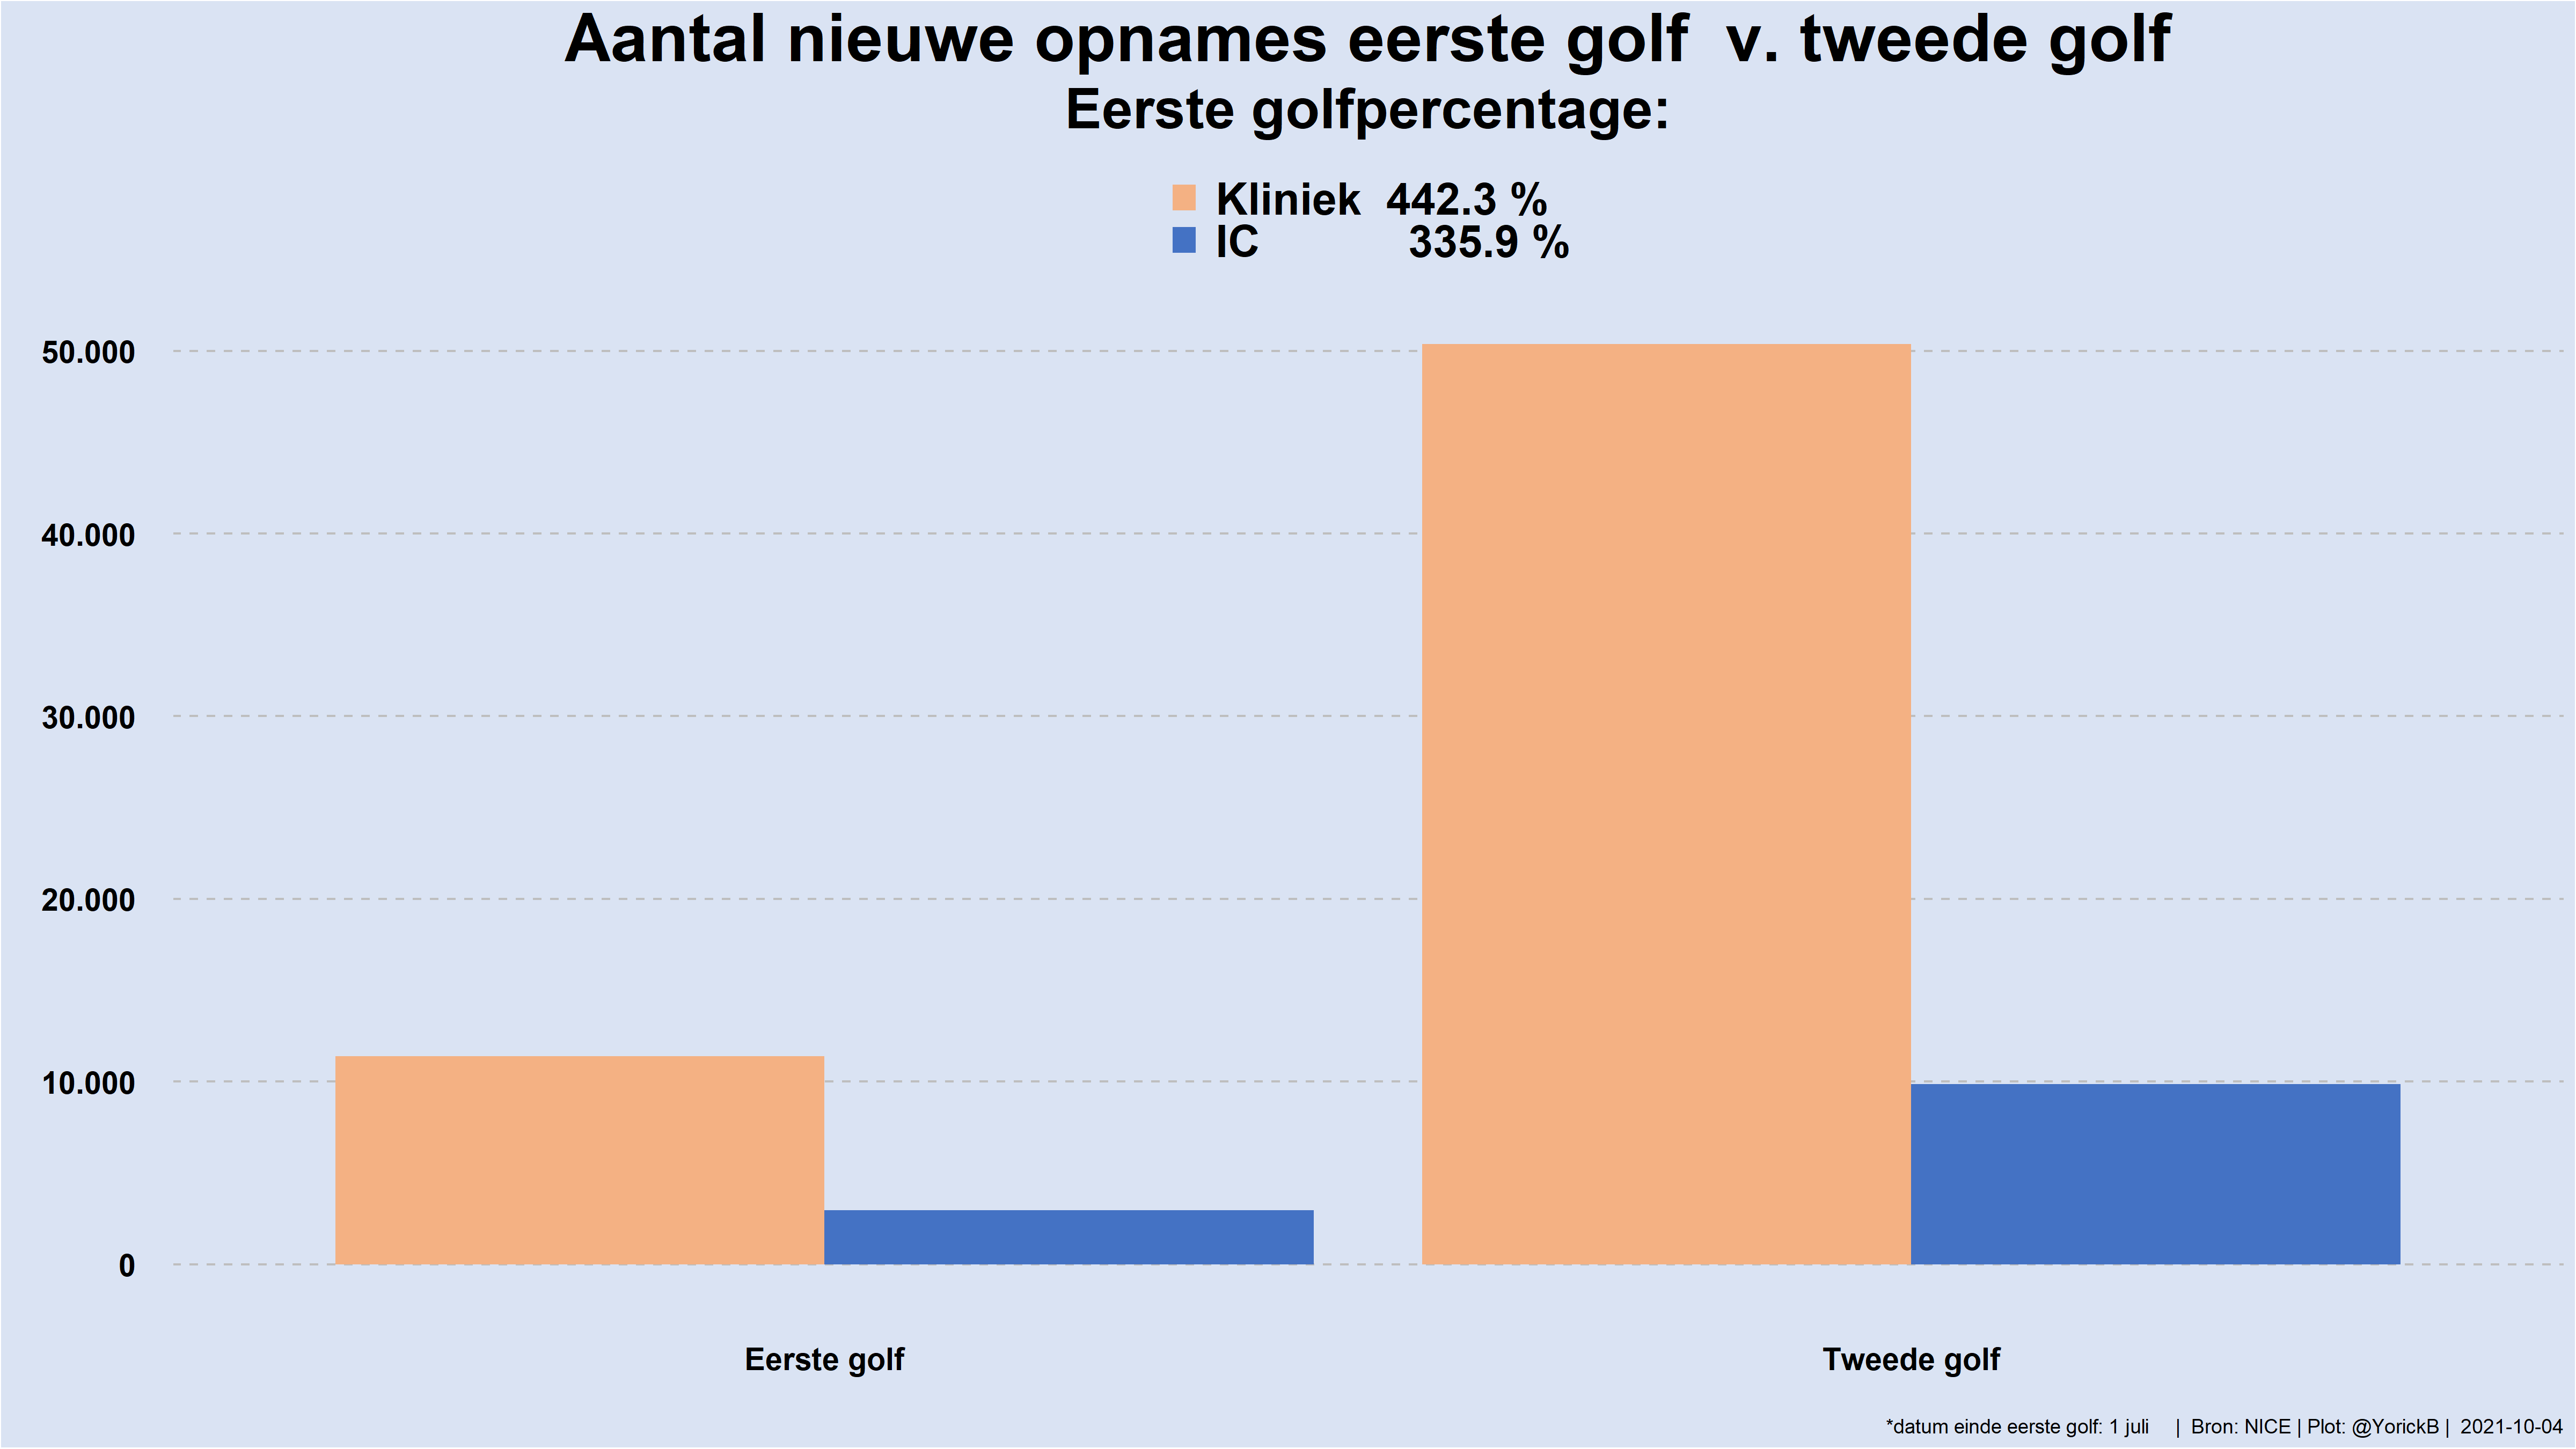 Aantal nieuwe opnames eerste golf  v. tweede golf
Eerste golfpercentage:
Kliniek  442.3 %
IC  335.9 %
50.000
40.000
30.000
20.000
10.000
0
Eerste golf
Tweede golf
*datum einde eerste golf: 1 juli  |  Bron: NICE | Plot: @YorickB |  2021-10-04